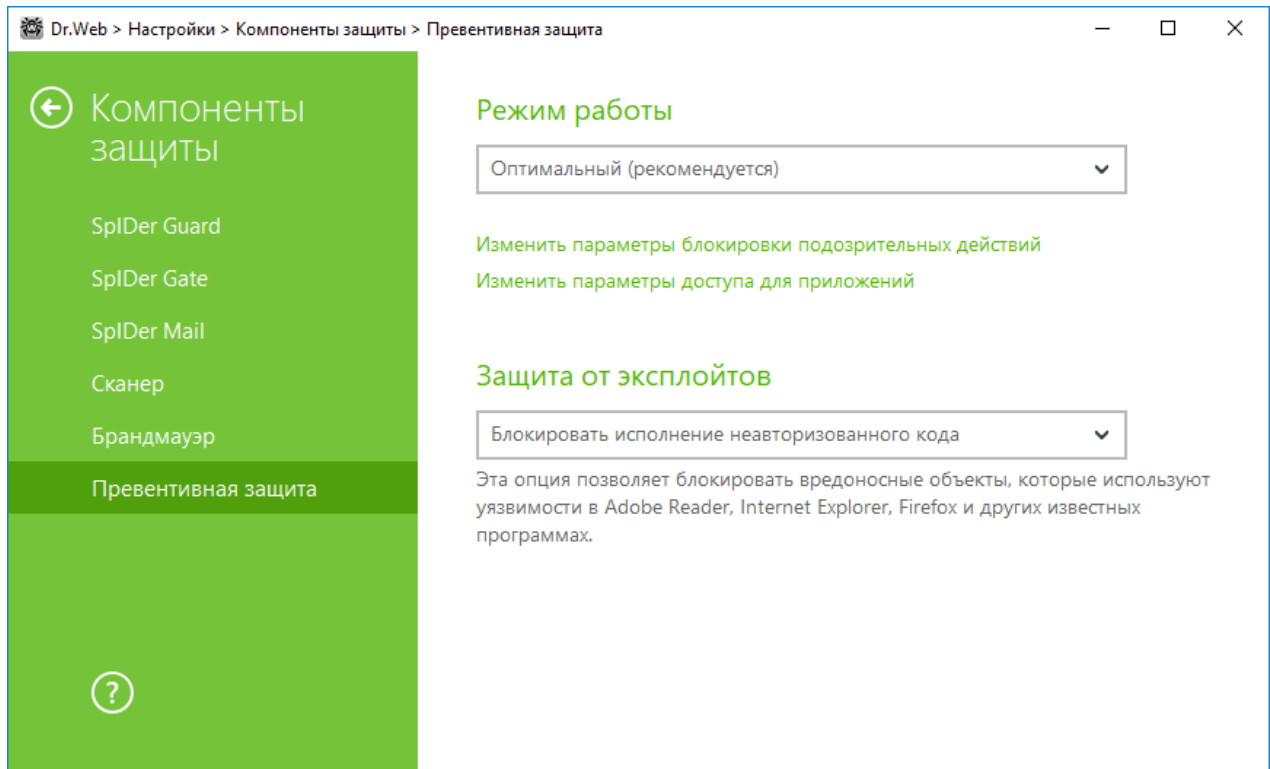 Dr.Web > Настройки > Компоненты защиты > Превентивная защита
Компоненты
защиты
SpIDer Guard
SpIDer Gate
SpIDer Mail
Сканер
Брандмауэр
Превентивная защита
?
Режим работы
Оптимальный (рекомендуется)
Изменить параметры блокировки подозрительных действий
Изменить параметры доступа для приложений
Защита от эксплойтов
Блокировать исполнение неавторизованного кода
Эта опция позволяет блокировать вредоносные объекты, которые используют
уязвимости в Adobe Reader, Internet Explorer, Firefox и других известных
программах.